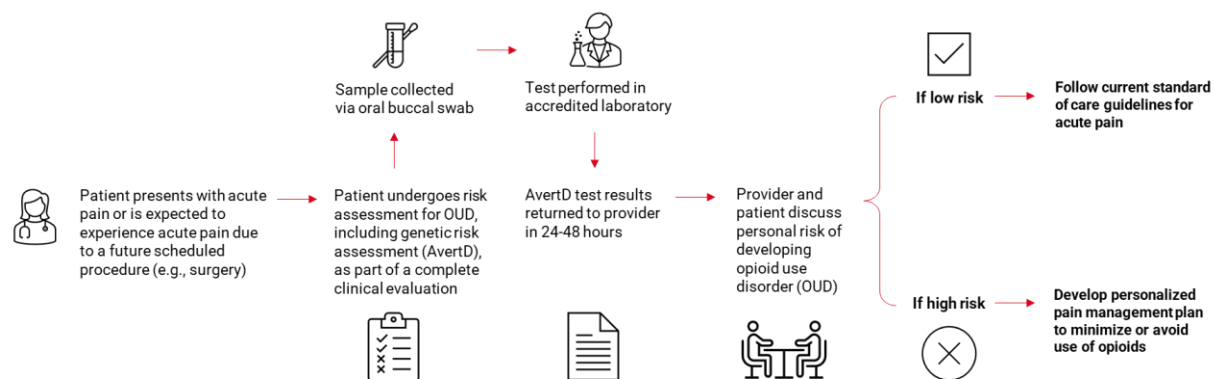 Patient presents with acute
pain or is expected to
experience acute pain due
to a future scheduled
procedure (e.g., surgery)
Patient undergoes risk
assessment for OUD,
including genetic risk
assessment (AvertD),
as part of a complete
clinical evaluation
Sample collected
via oral buccal swab
Test performed in
accredited laboratory
AvertD test results
returned to provider
in 24-48 hours
Provider and
patient discuss
personal risk of
developing
opioid use
disorder (OUD)
If low risk
Follow current standard
of care guidelines for
acute pain
If high risk
Develop personalized
pain management plan
to minimize or avoid
use of opioids